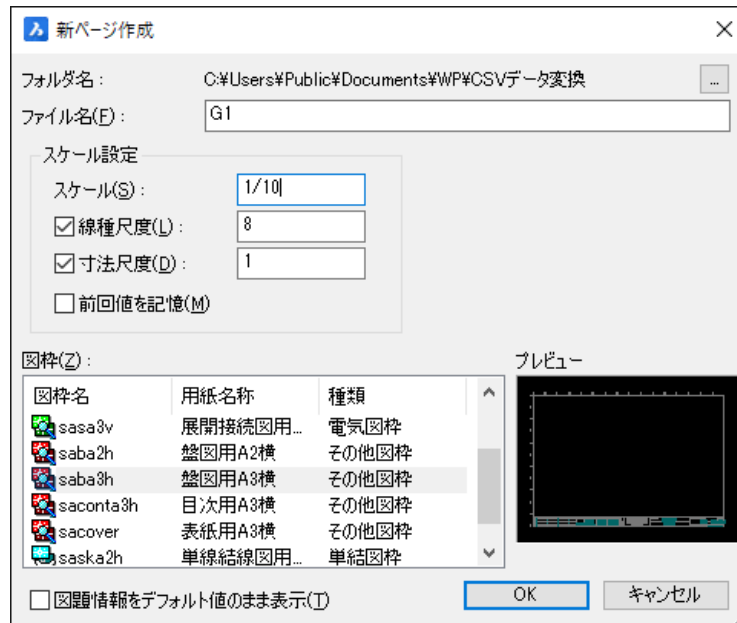 新ページ作成
フォルダ名： C:¥Users¥Public¥Documents¥WP¥CSVデータ変換 ...
ファイル名(F)： G1
スケール設定
スケール(S)： 1/10
線種尺度(L)： 8
寸法尺度(D)： 1
前回値を記憶(M)
図枠(Z)： プレビュー
図枠名 用紙名称 種類
sasa3v 展開接続図用... 電気図枠
saba2h 盤図用A2横 その他図枠
saba3h 盤図用A3横 その他図枠
saconta3h 目次用A3横 その他図枠
sacover 表紙用A3横 その他図枠
saska2h 単線結線図用... 単結図枠
図題情報をデフォルト値のまま表示(T) OK キャンセル